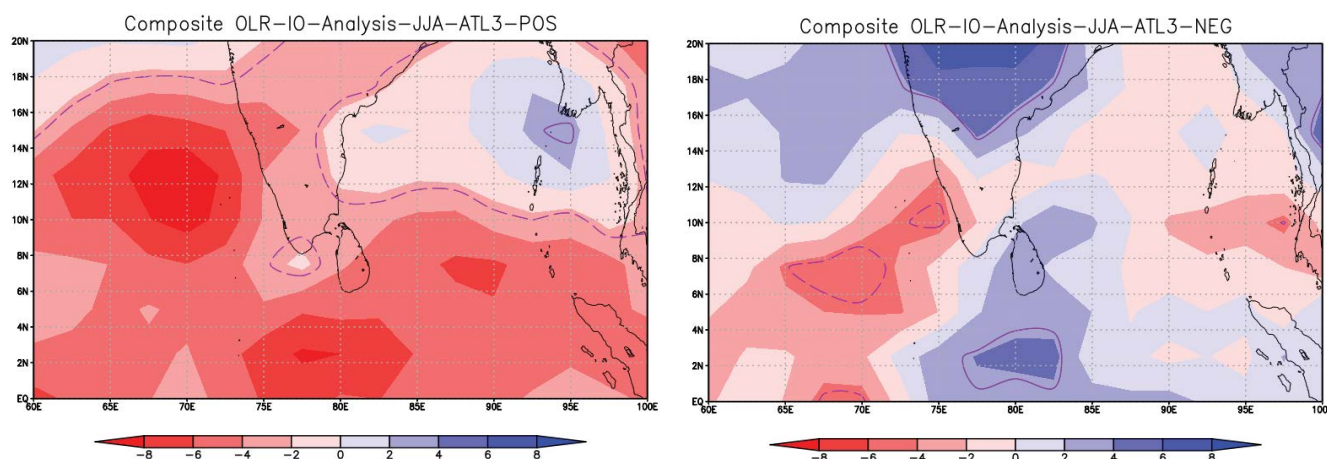 Composite OLR-IO-Analysis-JJA-ATL3-POS
20N
18N
16N
14N
12N
10N
8N
6N
4N
2N
EQ
60E 65E 70E 75E 80E 85E 90E 95E 100E
-8 -6 -4 -2 0 2 4 6 8
Composite OLR-IO-Analysis-JJA-ATL3-NEG
20N
18N
16N
14N
12N
10N
8N
6N
4N
2N
EQ
60E 65E 70E 75E 80E 85E 90E 95E 100
-8 -6 -4 -2 0 2 4 6 8